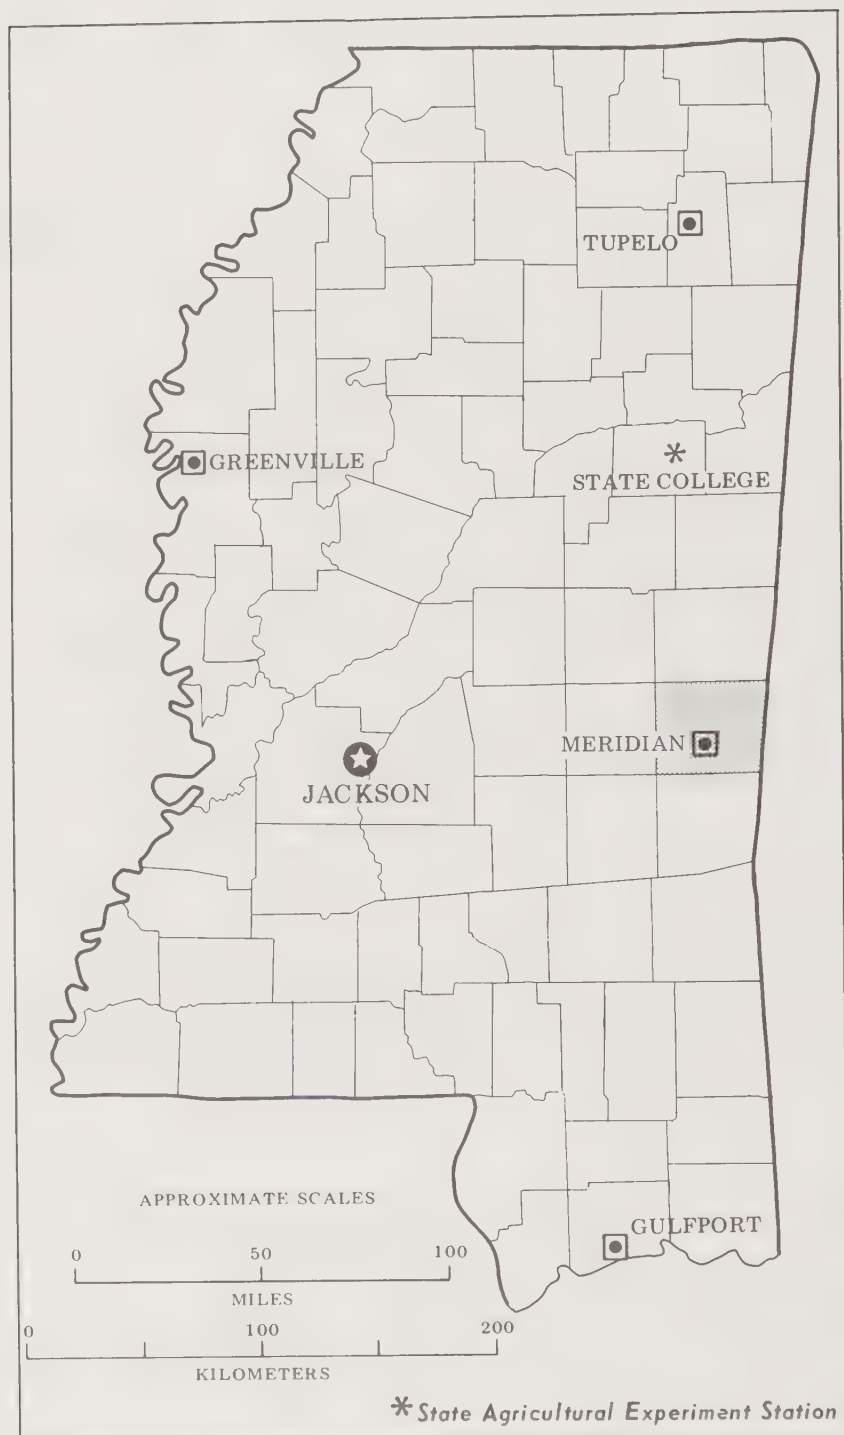 TUPELO
GREENVILLE
*
STATE COLLEGE
MERIDIAN
JACKSON
APPROXIMATE SCALES
GULFPORT
0 50 100
MILES
0 100 200
KILOMETERS
* State Agricultural Experiment Station